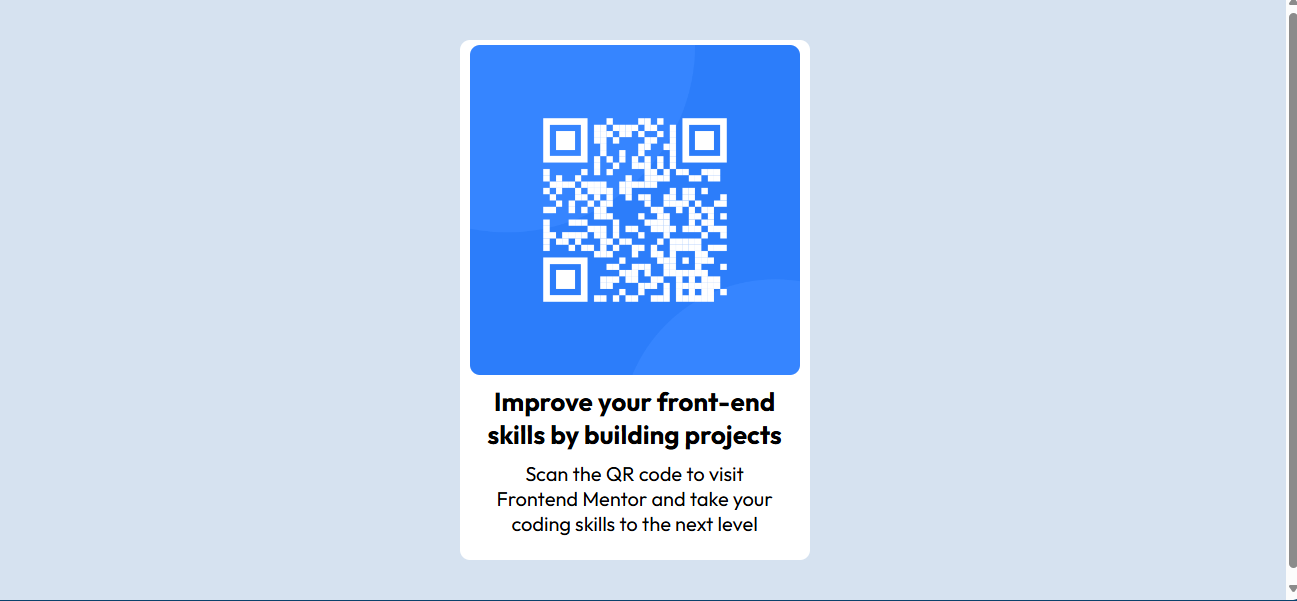 Improve your front-end
skills by building projects
Scan the QR code to visit
Frontend Mentor and take your
coding skills to the next level